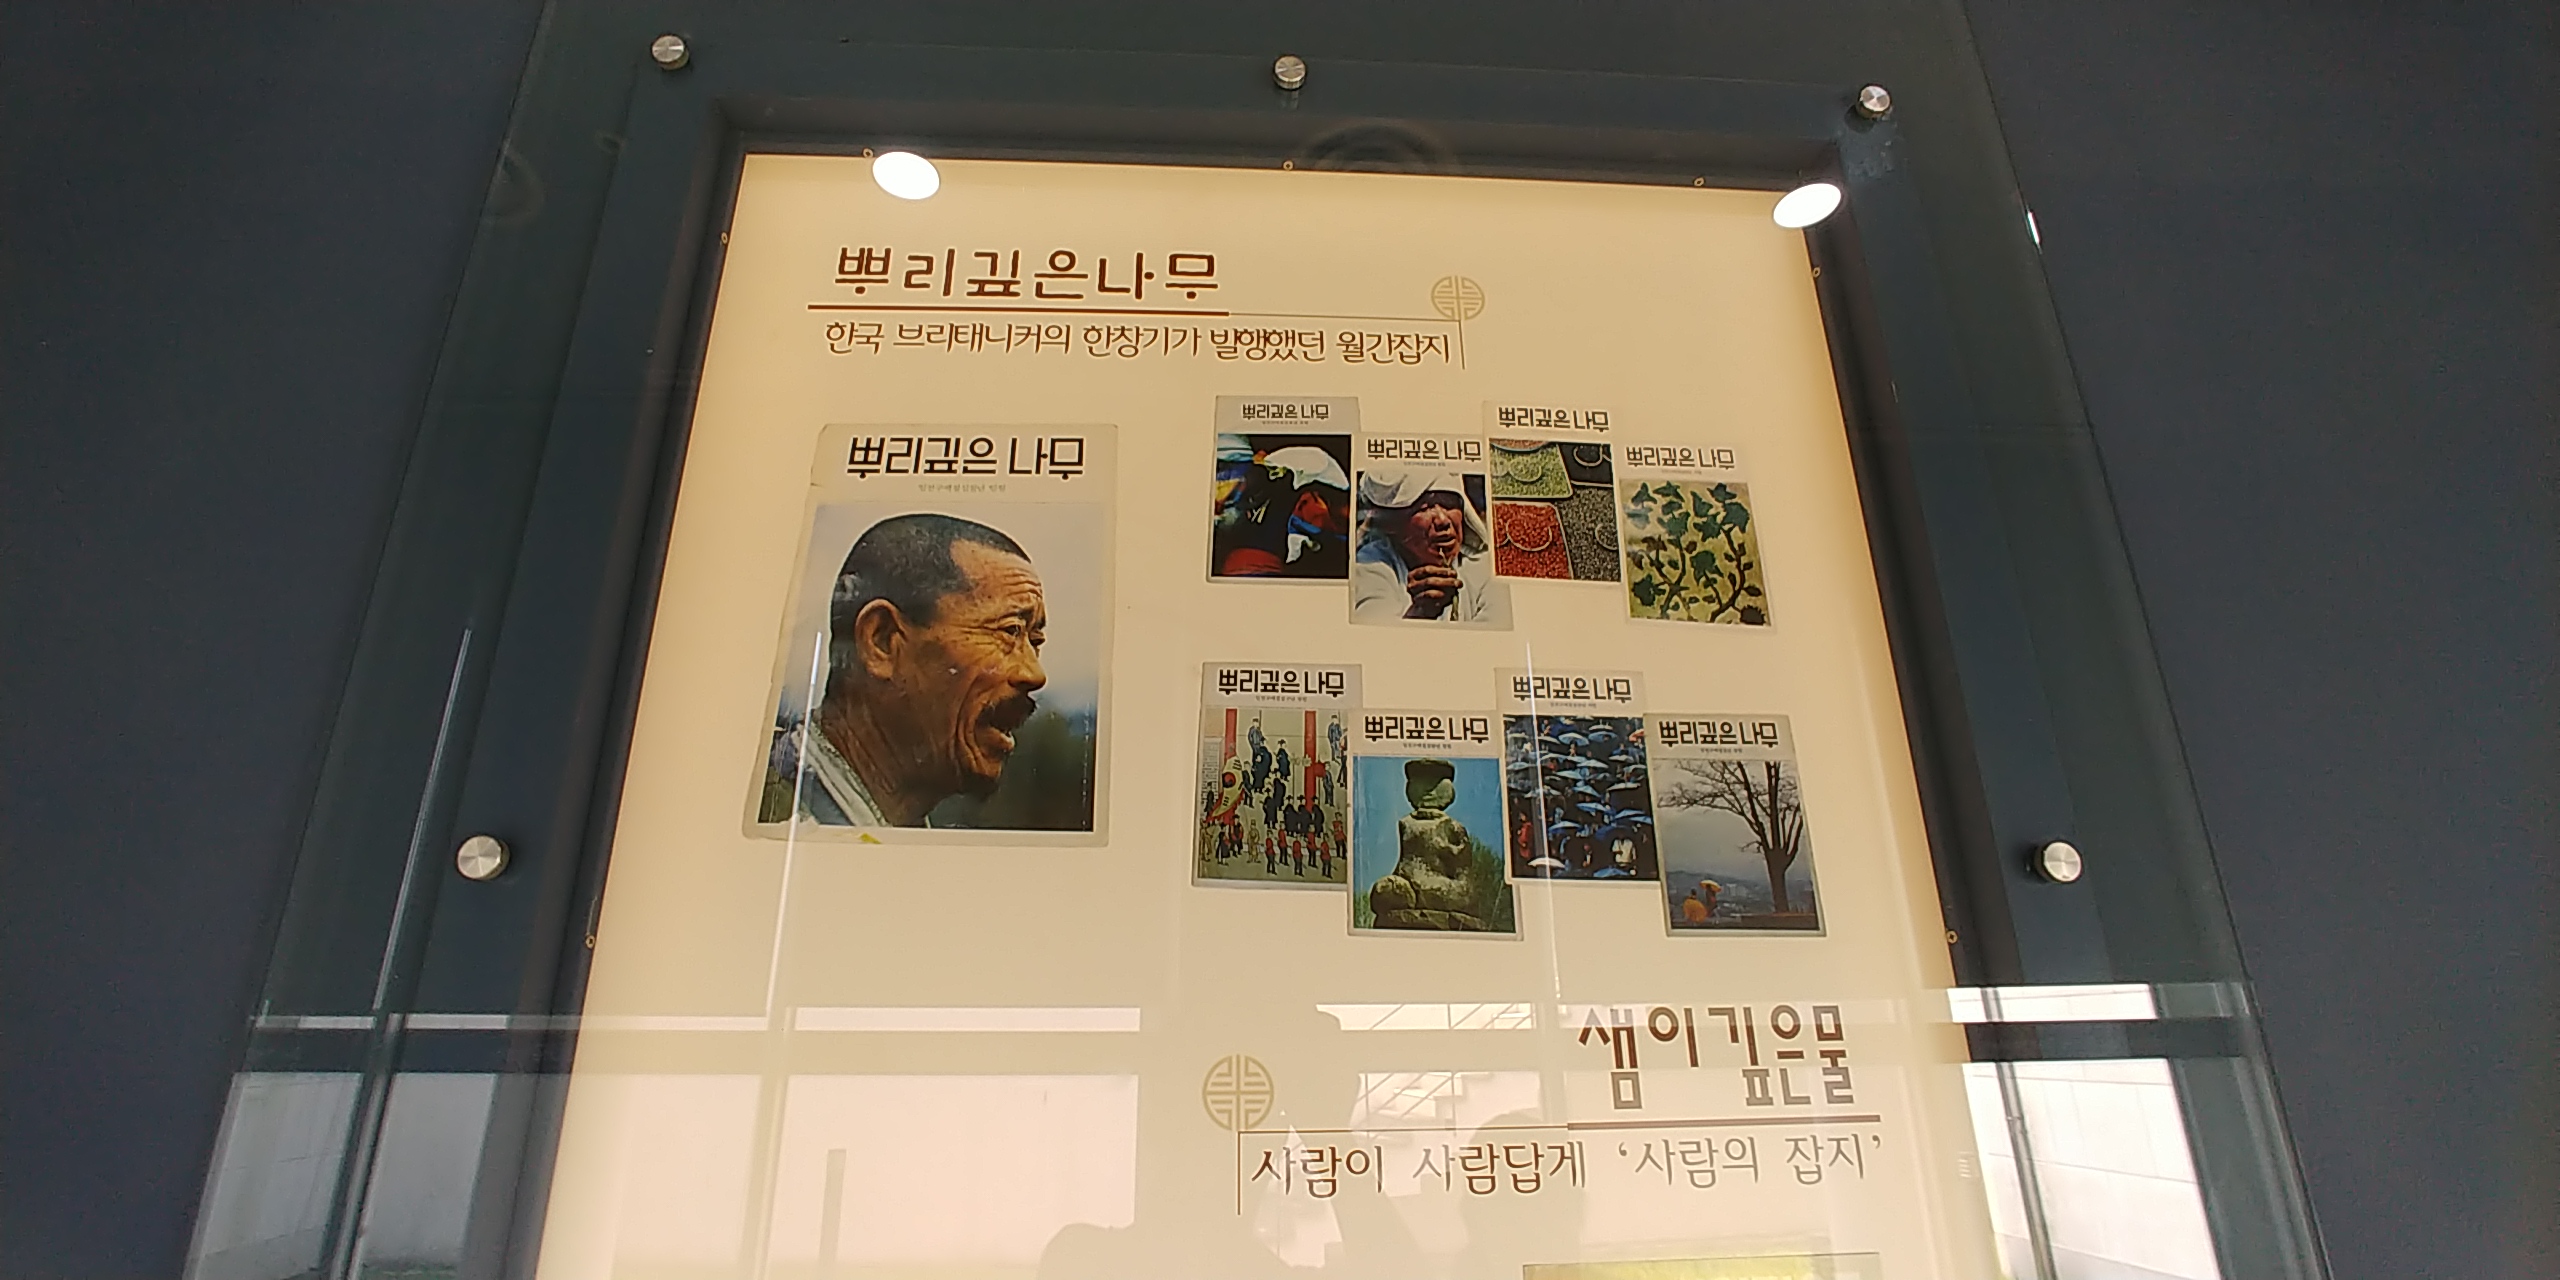 뿌리깊은나무
한국 브리태니커의 한창기가 발행했던 월간잡지
뿌리깊은 나무
뿌리깊은 나무
뿌리깊은 나무
뿌리깊은 나무
뿌리깊은 나무
뿌리깊은 나무
뿌리깊은 나무
뿌리깊은 나무
뿌리깊은 나무
샘이깊은물
사람이 사람답게 ‘사람의 잡지’